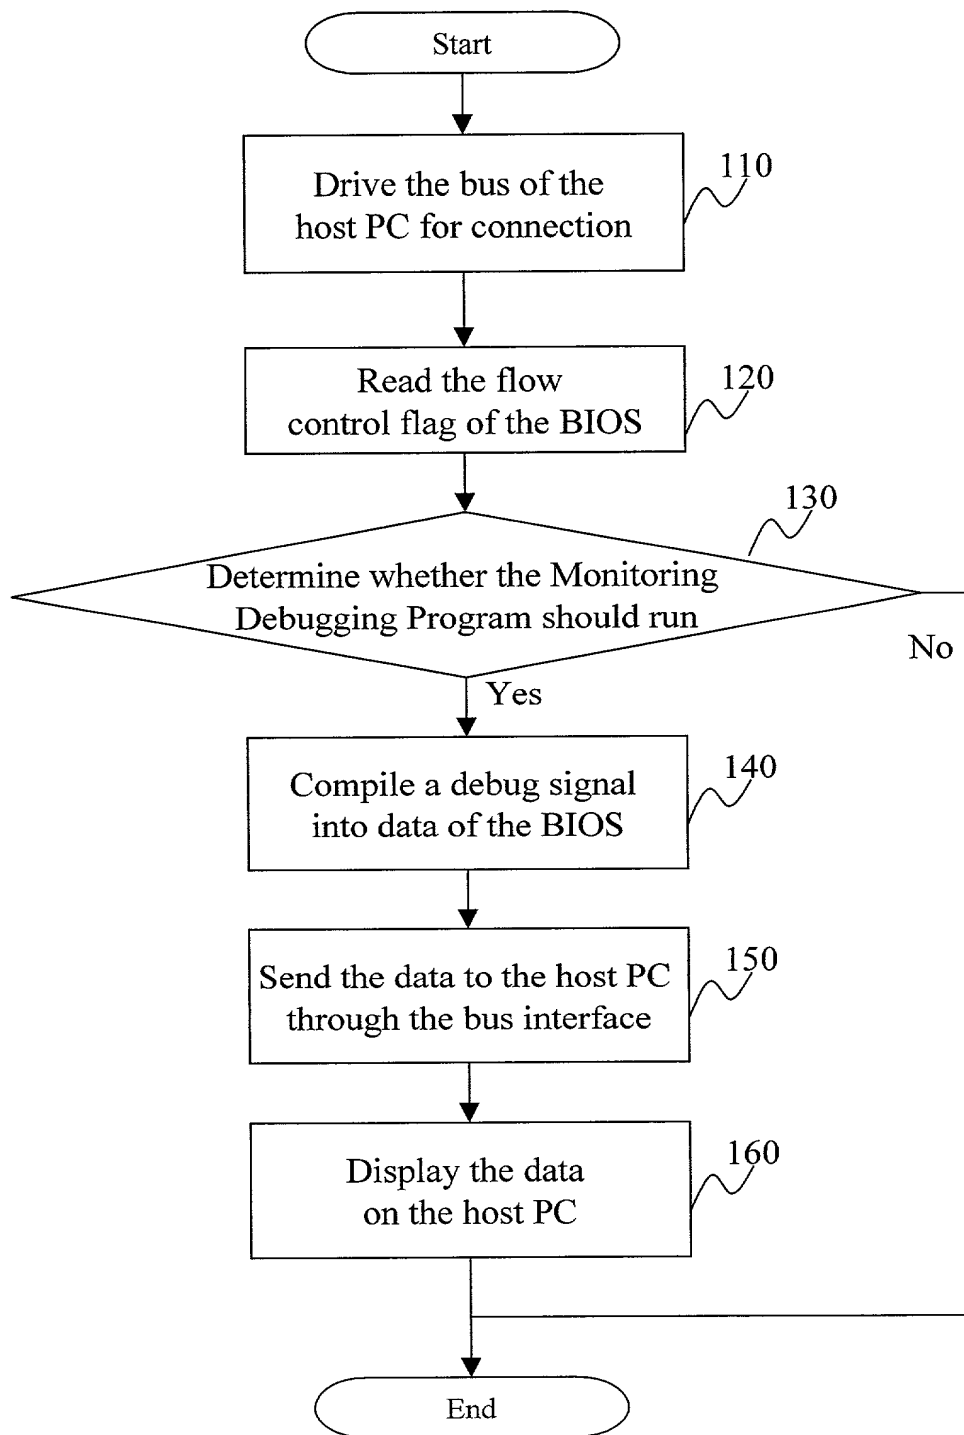 Start
Drive the bus of the
host PC for connection
110
Read the flow
control flag of the BIOS
120
130
Determine whether the Monitoring
Debugging Program should run
No
Yes
Compile a debug signal
into data of the BIOS
140
Send the data to the host PC
through the bus interface
150
Display the data
on the host PC
160
End